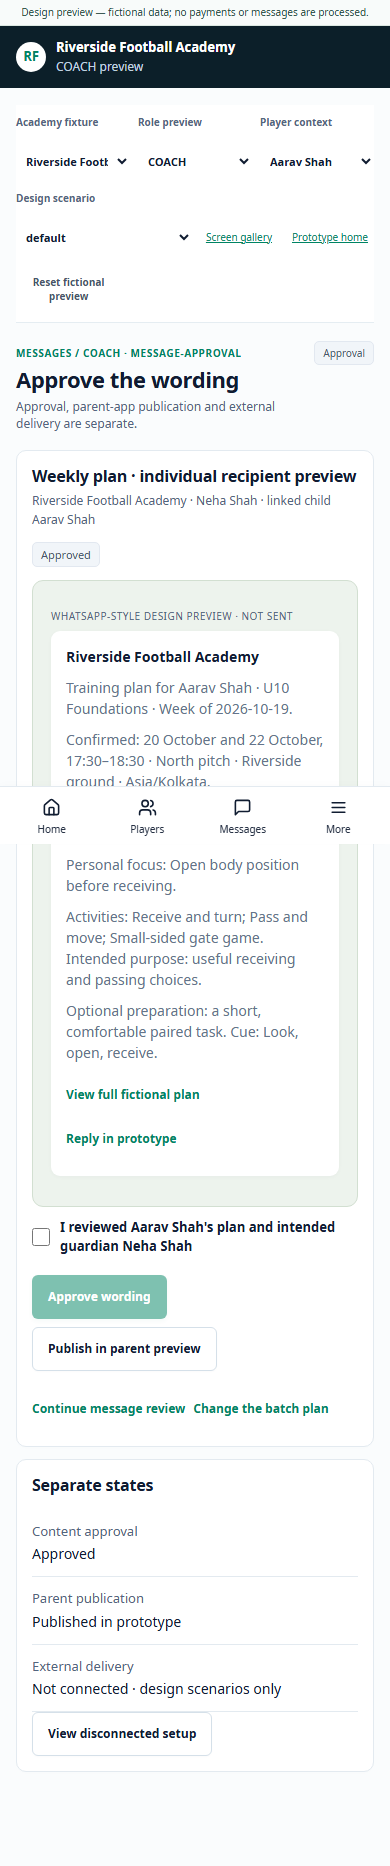 Design preview — fictional data; no payments or messages are processed.
RF
Riverside Football Academy
COACH preview
Academy fixture
Role preview
Player context
Riverside Footb
COACH
Aarav Shah
Design scenario
default
Screen gallery
Prototype home
Reset fictional
preview
MESSAGES / COACH · MESSAGE-APPROVAL
Approval
Approve the wording
Approval, parent-app publication and external
delivery are separate.
Weekly plan · individual recipient preview
Riverside Football Academy · Neha Shah · linked child
Aarav Shah
Approved
WHATSAPP-STYLE DESIGN PREVIEW · NOT SENT
Riverside Football Academy
Training plan for Aarav Shah · U10
Foundations · Week of 2026-10-19.
Confirmed: 20 October and 22 October,
17:30–18:30 · North pitch · Riverside
ground · Asia/Kolkata.
Home
Players
Messages
More
Personal focus: Open body position
before receiving.
Activities: Receive and turn; Pass and
move; Small-sided gate game.
Intended purpose: useful receiving
and passing choices.
Optional preparation: a short,
comfortable paired task. Cue: Look,
open, receive.
View full fictional plan
Reply in prototype
I reviewed Aarav Shah's plan and intended
guardian Neha Shah
Approve wording
Publish in parent preview
Continue message review
Change the batch plan
Separate states
Content approval
Approved
Parent publication
Published in prototype
External delivery
Not connected · design scenarios only
View disconnected setup